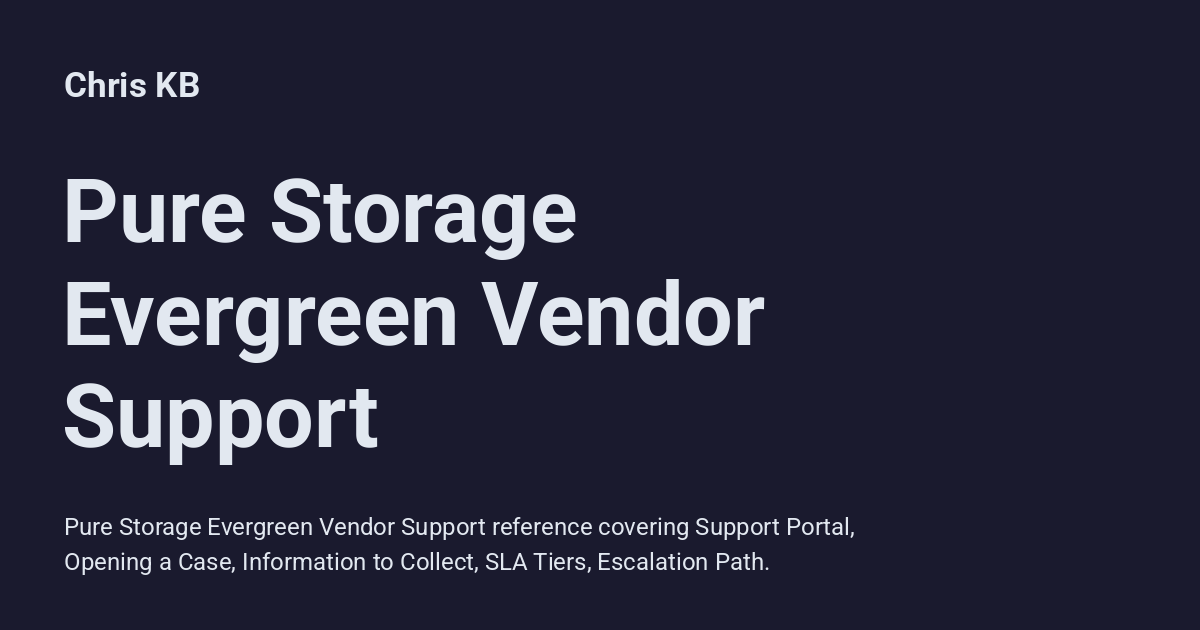 Chris KB
Pure Storage
Evergreen Vendor
Support
Pure Storage Evergreen Vendor Support reference covering Support Portal,
Opening a Case, Information to Collect, SLA Tiers, Escalation Path.